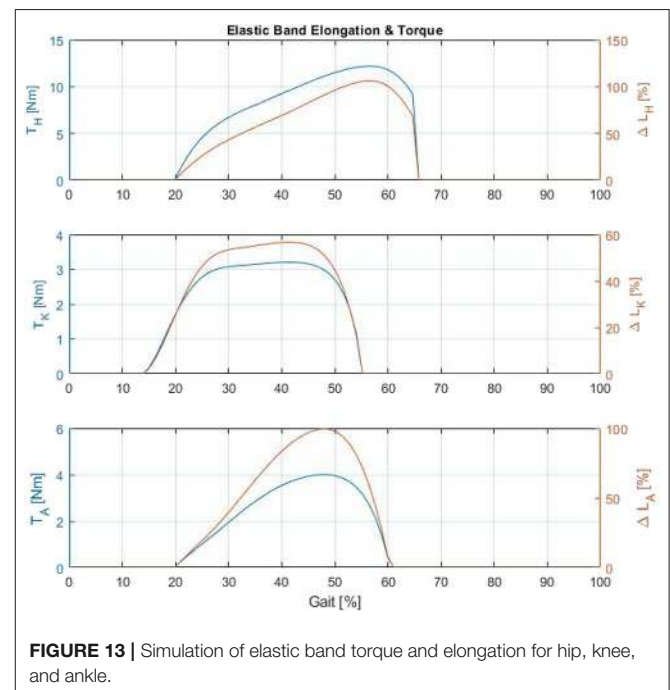 Elastic Band Elongation & Torque
15
10
5
0
T_H [Nm]
150
100
50
0
Δ L_H [%]
0 10 20 30 40 50 60 70 80 90 100
4
3
2
1
0
T_K [Nm]
60
40
20
0
Δ L_K [%]
0 10 20 30 40 50 60 70 80 90 100
6
4
2
0
T_A [Nm]
100
50
0
Δ L_A [%]
0 10 20 30 40 50 60 70 80 90 100
Gait [%]
FIGURE 13 | Simulation of elastic band torque and elongation for hip, knee,
and ankle.